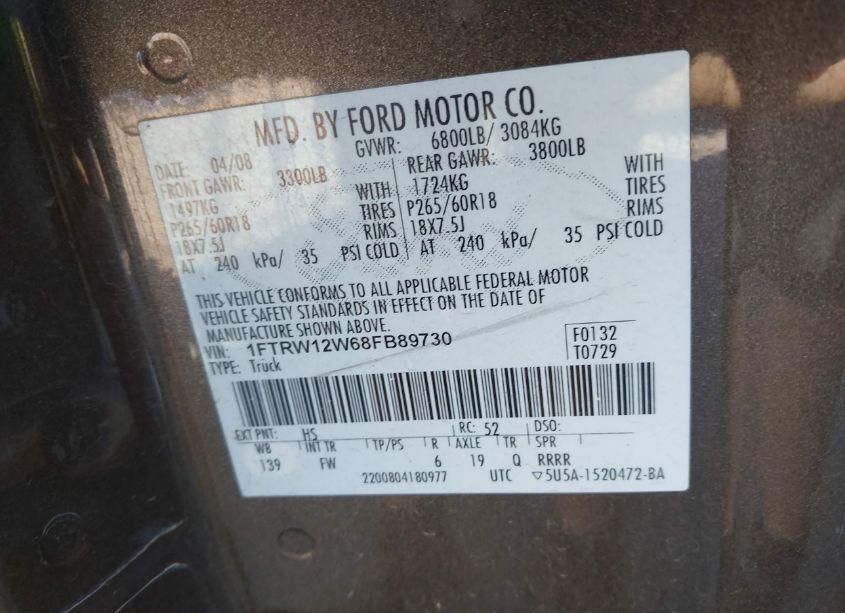 MFD. BY FORD MOTOR CO.
DATE: 04/08 GVWR: 6800LB/ 3084KG
FRONT GAWR: 3300LB REAR GAWR: 3800LB
1497KG WITH 1724KG WITH
P265/60R18 TIRES P265/60R18 TIRES
18X7.5J RIMS 18X7.5J RIMS
AT 240 kPa/ 35 PSI COLD AT 240 kPa/ 35 PSI COLD
THIS VEHICLE CONFORMS TO ALL APPLICABLE FEDERAL MOTOR
VEHICLE SAFETY STANDARDS IN EFFECT ON THE DATE OF
MANUFACTURE SHOWN ABOVE.
VIN: 1FTRW12W68FB89730 F0132
TYPE: Truck T0729
EXT PNT: HS RC: 52 DSO:
WB INT TR TP/PS R AXLE TR SPR
139 FW 6 19 Q RRRR
2200804180977 UTC ▽5U5A-1520472-BA